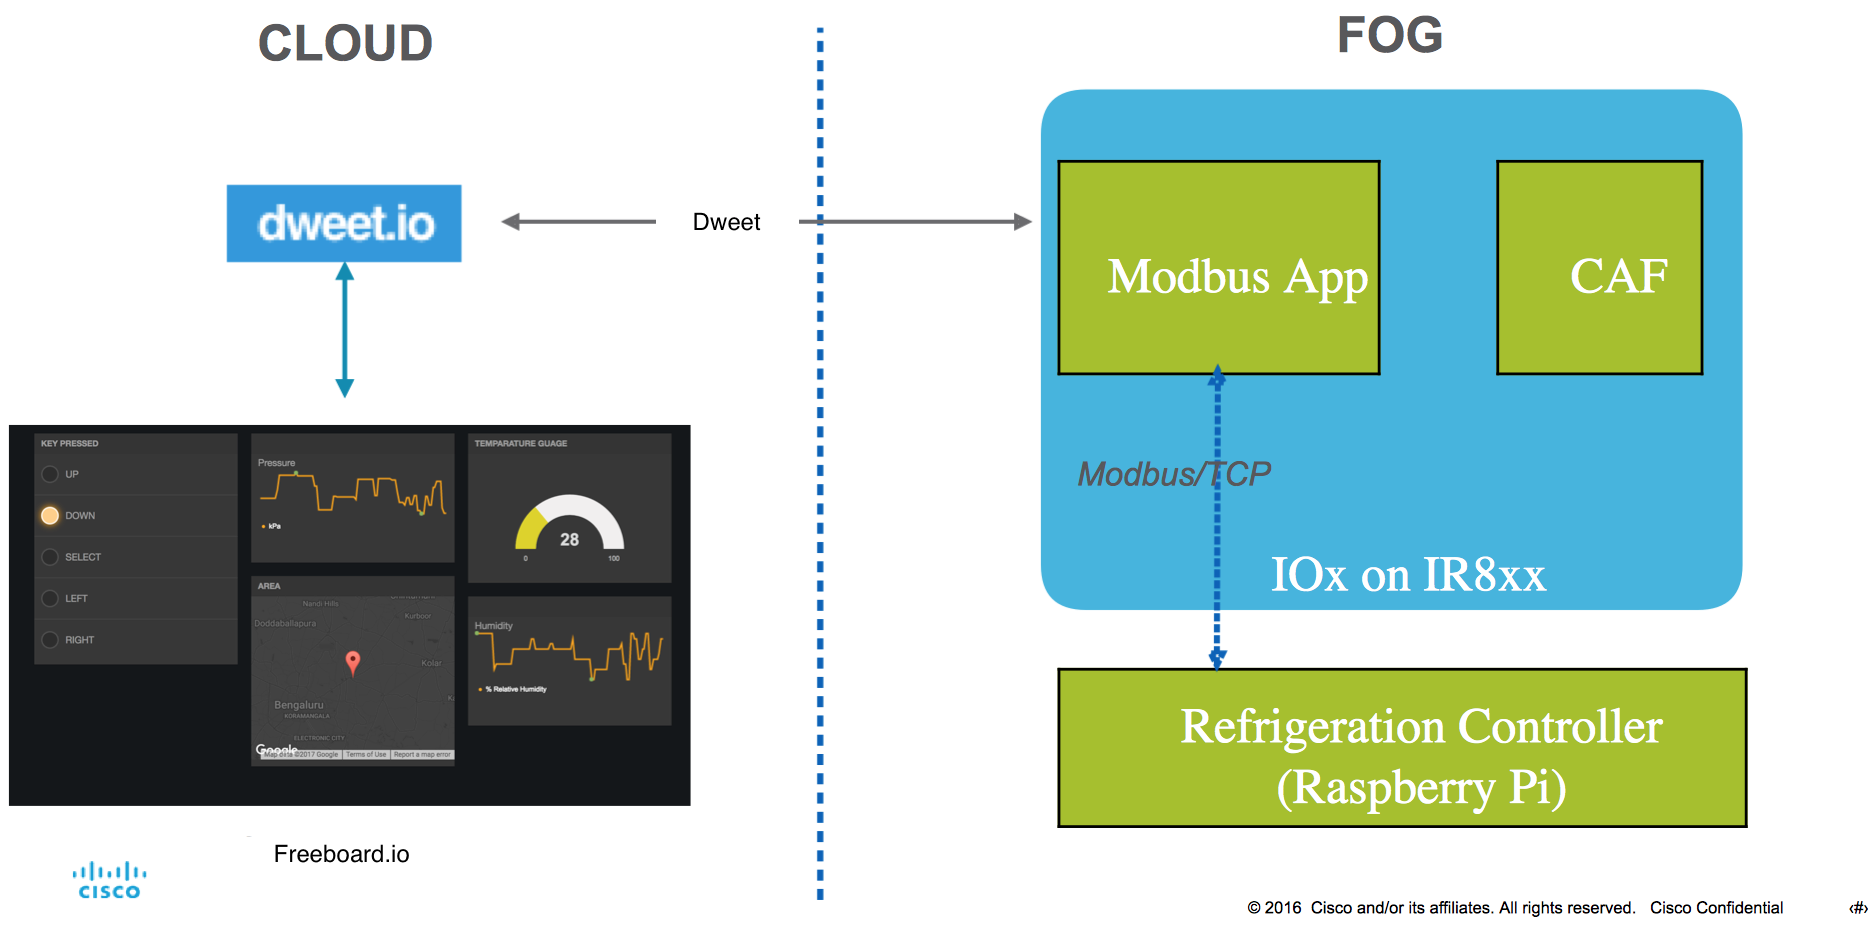 CLOUD
FOG
dweet.io
Dweet
Modbus App
CAF
Modbus/TCP
IOx on IR8xx
Refrigeration Controller
(Raspberry Pi)
KEY PRESSED
UP
DOWN
SELECT
LEFT
RIGHT
Pressure
kPa
TEMPARATURE GUAGE
28
0
100
AREA
Nandi Hills
Doddaballapura
Kurboor
Kolar
Bengaluru
KORAMANGALA
ELECTRONIC CITY
Google
Map data ©2017 Google
Terms of Use
Report a map error
Humidity
% Relative Humidity
Freeboard.io
CISCO
© 2016 Cisco and/or its affiliates. All rights reserved. Cisco Confidential
‹#›